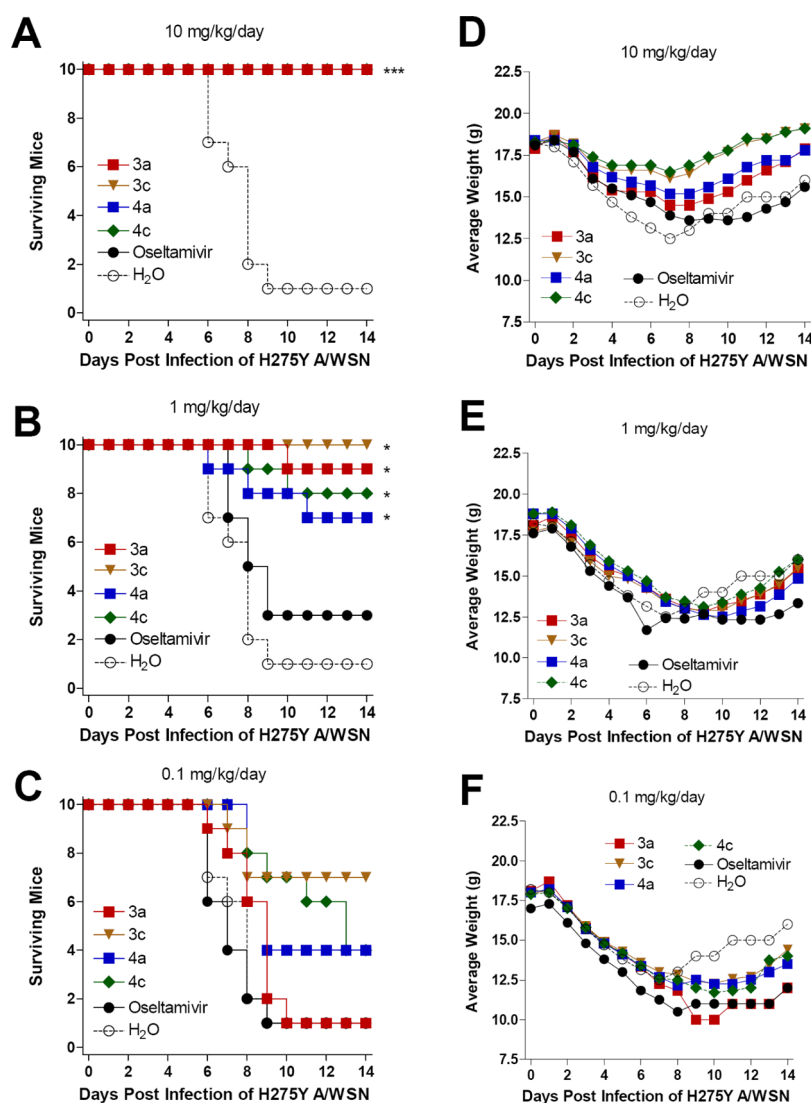 A
10 mg/kg/day
Surviving Mice
10
8
6
4
2
0
3a
3c
4a
4c
Oseltamivir
H₂O
***
0 2 4 6 8 10 12 14
Days Post Infection of H275Y A/WSN
D
10 mg/kg/day
Average Weight (g)
22.5
20.0
17.5
15.0
12.5
10.0
7.5
3a
3c
4a
4c
Oseltamivir
H₂O
0 2 4 6 8 10 12 14
Days Post Infection of H275Y A/WSN
B
1 mg/kg/day
Surviving Mice
10
8
6
4
2
0
3a
3c
4a
4c
Oseltamivir
H₂O
*
*
*
*
0 2 4 6 8 10 12 14
Days Post Infection of H275Y A/WSN
E
1 mg/kg/day
Average Weight (g)
22.5
20.0
17.5
15.0
12.5
10.0
7.5
3a
3c
4a
4c
Oseltamivir
H₂O
0 2 4 6 8 10 12 14
Days Post Infection of H275Y A/WSN
C
0.1 mg/kg/day
Surviving Mice
10
8
6
4
2
0
3a
3c
4a
4c
Oseltamivir
H₂O
0 2 4 6 8 10 12 14
Days Post Infection of H275Y A/WSN
F
0.1 mg/kg/day
Average Weight (g)
22.5
20.0
17.5
15.0
12.5
10.0
7.5
3a
3c
4a
4c
Oseltamivir
H₂O
0 2 4 6 8 10 12 14
Days Post Infection of H275Y A/WSN